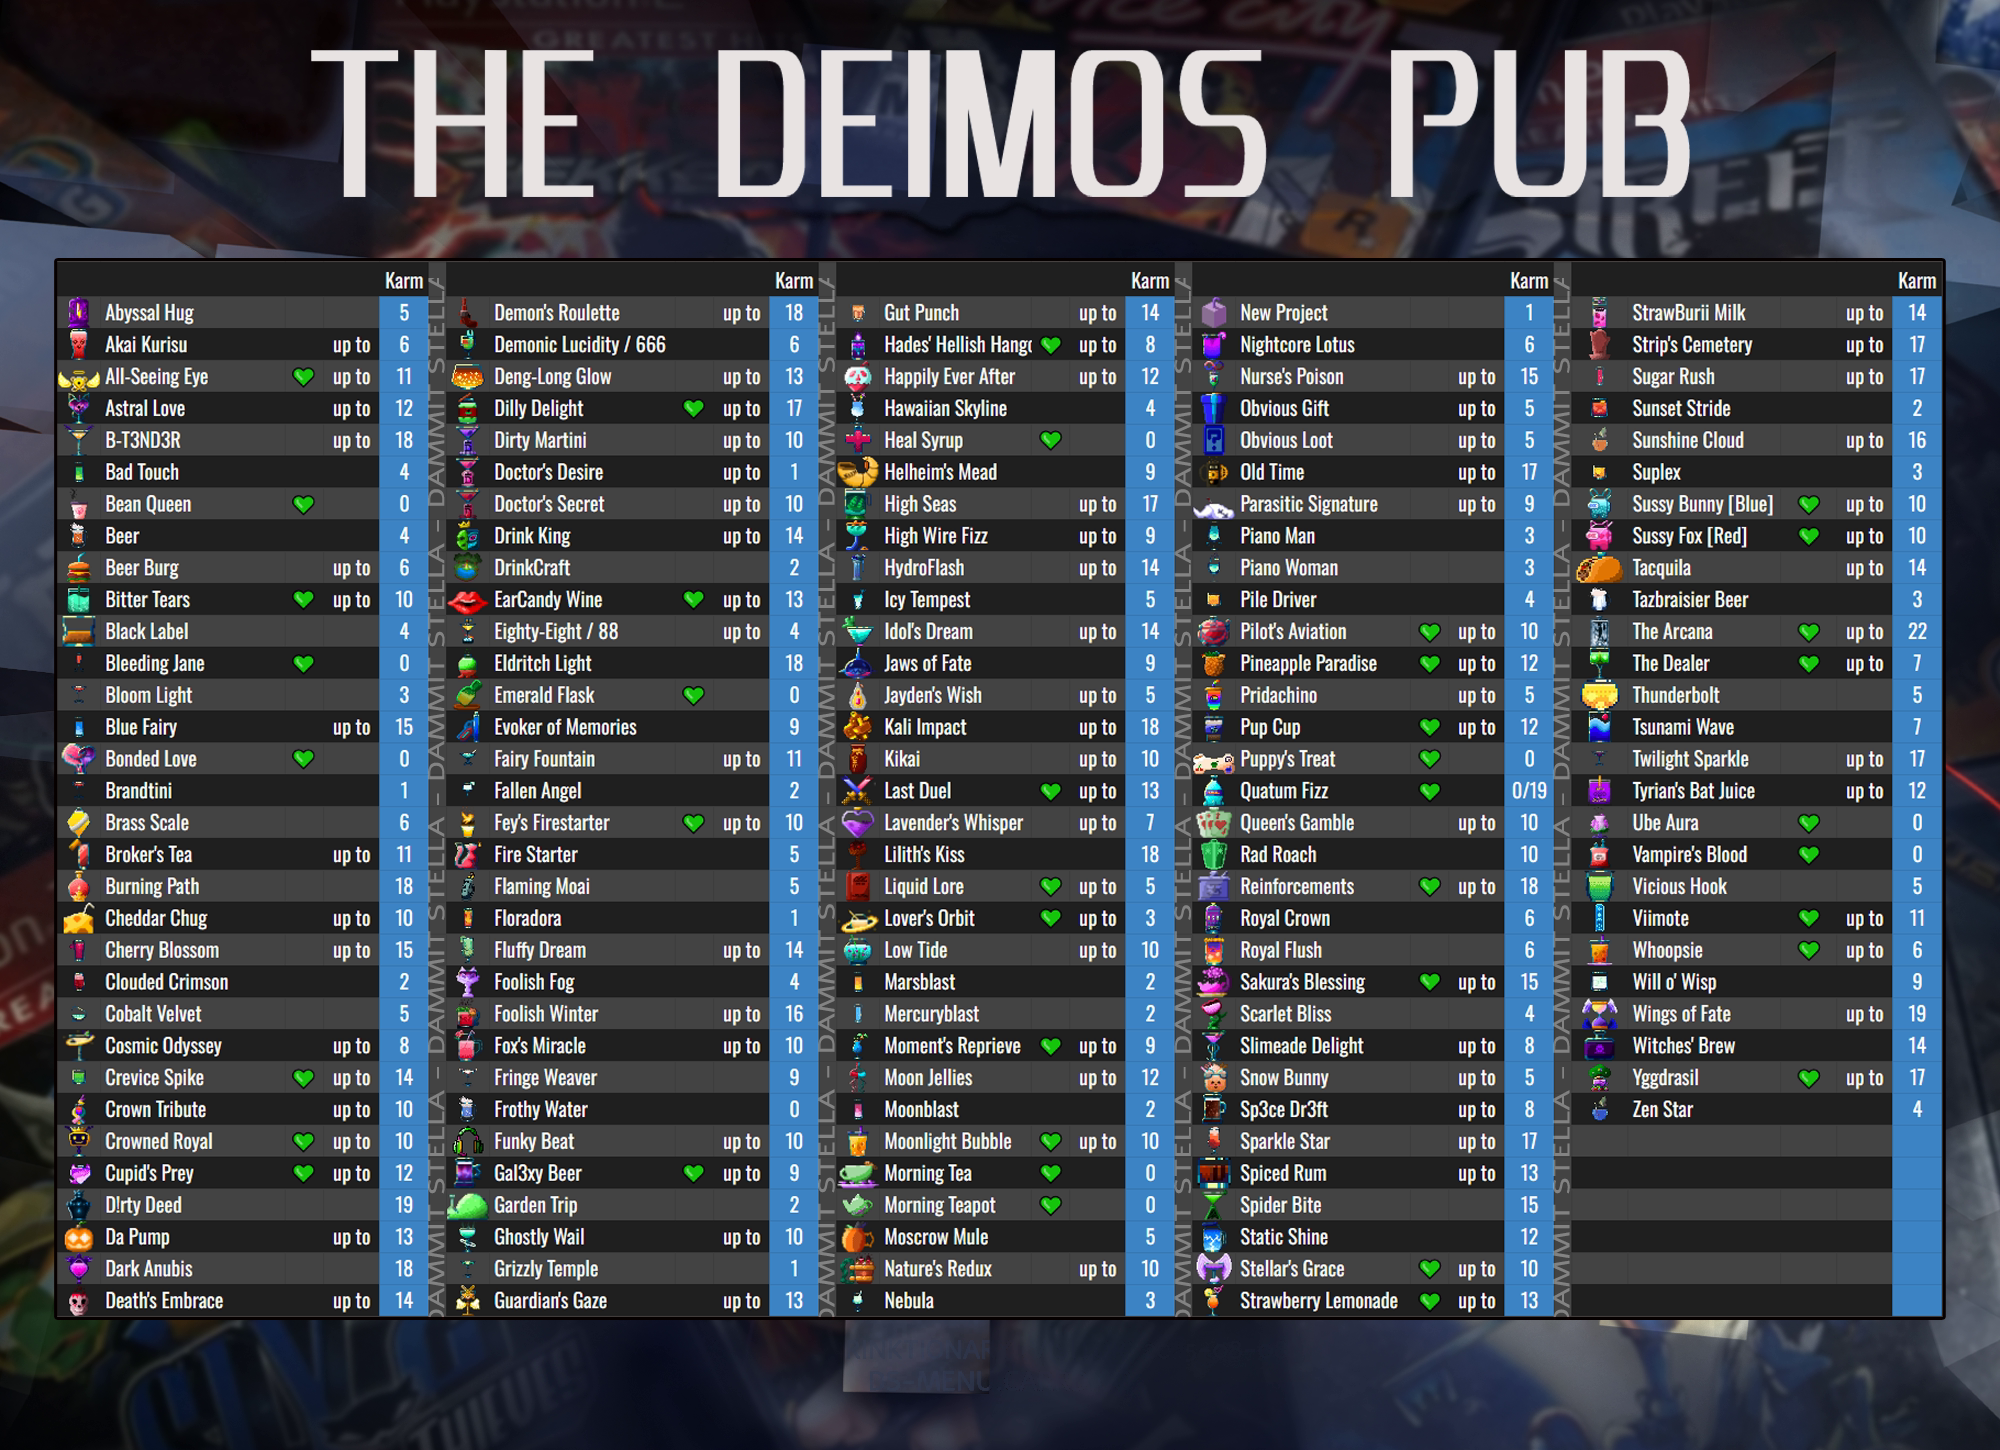 THE DEIMOS PUB
Karm
Abyssal Hug 5
Akai Kurisu up to 6
All-Seeing Eye up to 11
Astral Love up to 12
B-T3ND3R up to 18
Bad Touch 4
Bean Queen 0
Beer 4
Beer Burg up to 6
Bitter Tears up to 10
Black Label 4
Bleeding Jane 0
Bloom Light 3
Blue Fairy up to 15
Bonded Love 0
Brandtini 1
Brass Scale 6
Broker's Tea up to 11
Burning Path 18
Cheddar Chug up to 10
Cherry Blossom up to 15
Clouded Crimson 2
Cobalt Velvet 5
Cosmic Odyssey up to 8
Crevice Spike up to 14
Crown Tribute up to 10
Crowned Royal up to 10
Cupid's Prey up to 12
D!rty Deed 19
Da Pump up to 13
Dark Anubis 18
Death's Embrace up to 14
DAMMIT STELLA - DAMMIT STELLA - DAMMIT STELLA
Karm
Demon's Roulette up to 18
Demonic Lucidity / 666 6
Deng-Long Glow up to 13
Dilly Delight up to 17
Dirty Martini up to 10
Doctor's Desire up to 1
Doctor's Secret up to 10
Drink King up to 14
DrinkCraft 2
EarCandy Wine up to 13
Eighty-Eight / 88 up to 4
Eldritch Light 18
Emerald Flask 0
Evoker of Memories 9
Fairy Fountain up to 11
Fallen Angel 2
Fey's Firestarter up to 10
Fire Starter 5
Flaming Moai 5
Floradora 1
Fluffy Dream up to 14
Foolish Fog 4
Foolish Winter up to 16
Fox's Miracle up to 10
Fringe Weaver 9
Frothy Water 0
Funky Beat up to 10
Gal3xy Beer up to 9
Garden Trip 2
Ghostly Wail up to 10
Grizzly Temple 1
Guardian's Gaze up to 13
DAMMIT STELLA - DAMMIT STELLA - DAMMIT STELLA
Karm
Gut Punch up to 14
Hades' Hellish Hang up to 8
Happily Ever After up to 12
Hawaiian Skyline 4
Heal Syrup 0
Helheim's Mead 9
High Seas up to 17
High Wire Fizz up to 9
HydroFlash up to 14
Icy Tempest 5
Idol's Dream up to 14
Jaws of Fate 9
Jayden's Wish up to 5
Kali Impact up to 18
Kikai up to 10
Last Duel up to 13
Lavender's Whisper up to 7
Lilith's Kiss 18
Liquid Lore up to 5
Lover's Orbit up to 3
Low Tide up to 10
Marsblast 2
Mercuryblast 2
Moment's Reprieve up to 9
Moon Jellies up to 12
Moonblast 2
Moonlight Bubble up to 10
Morning Tea 0
Morning Teapot 0
Moscrow Mule 5
Nature's Redux up to 10
Nebula 3
DAMMIT STELLA - DAMMIT STELLA - DAMMIT STELLA
Karm
New Project 1
Nightcore Lotus 6
Nurse's Poison up to 15
Obvious Gift up to 5
Obvious Loot up to 5
Old Time up to 17
Parasitic Signature up to 9
Piano Man 3
Piano Woman 3
Pile Driver 4
Pilot's Aviation up to 10
Pineapple Paradise up to 12
Pridachino up to 5
Pup Cup up to 12
Puppy's Treat 0
Quatum Fizz 0/19
Queen's Gamble up to 10
Rad Roach 10
Reinforcements up to 18
Royal Crown 6
Royal Flush 6
Sakura's Blessing up to 15
Scarlet Bliss 4
Slimeade Delight up to 8
Snow Bunny up to 5
Sp3ce Dr3ft up to 8
Sparkle Star up to 17
Spiced Rum up to 13
Spider Bite 15
Static Shine 12
Stellar's Grace up to 10
Strawberry Lemonade up to 13
DAMMIT STELLA - DAMMIT STELLA - DAMMIT STELLA
Karm
StrawBurii Milk up to 14
Strip's Cemetery up to 17
Sugar Rush up to 17
Sunset Stride 2
Sunshine Cloud up to 16
Suplex 3
Sussy Bunny [Blue] up to 10
Sussy Fox [Red] up to 10
Tacquila up to 14
Tazbraisier Beer 3
The Arcana up to 22
The Dealer up to 7
Thunderbolt 5
Tsunami Wave 7
Twilight Sparkle up to 17
Tyrian's Bat Juice up to 12
Ube Aura 0
Vampire's Blood 0
Vicious Hook 5
Viimote up to 11
Whoopsie up to 6
Will o' Wisp 9
Wings of Fate up to 19
Witches' Brew 14
Yggdrasil up to 17
Zen Star 4